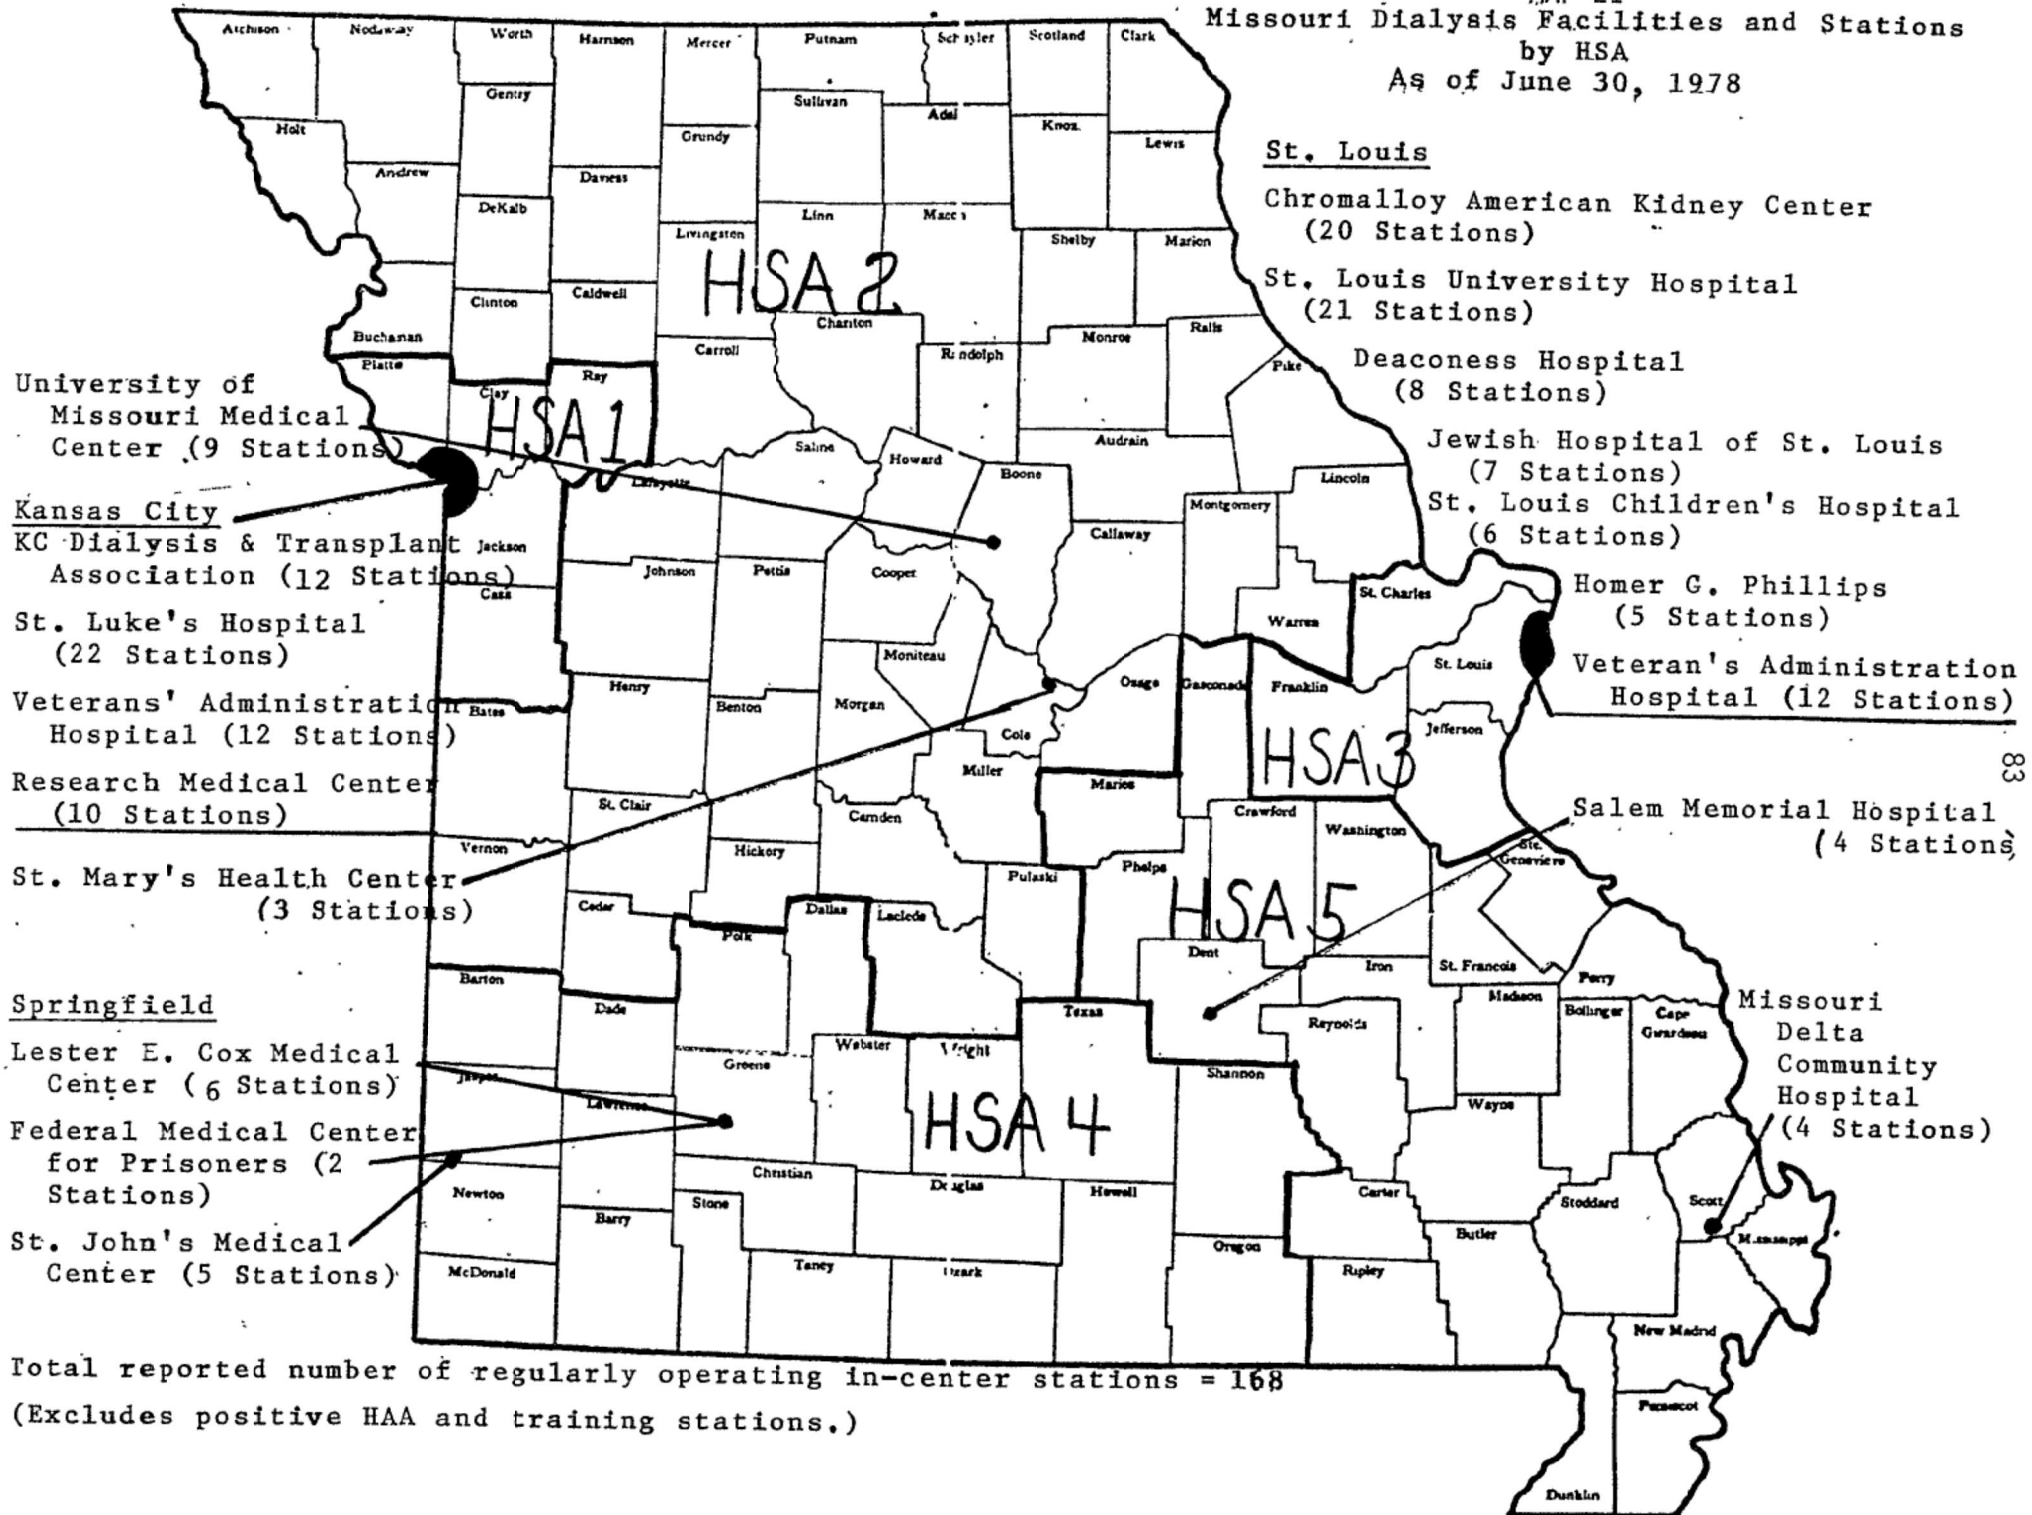 Missouri Dialysis Facilities and Stations
by HSA
As of June 30, 1978
St. Louis
Chromalloy American Kidney Center
(20 Stations)
St. Louis University Hospital
(21 Stations)
Deaconess Hospital
(8 Stations)
Jewish Hospital of St. Louis
(7 Stations)
St. Louis Children's Hospital
(6 Stations)
Homer G. Phillips
(5 Stations)
Veteran's Administration
Hospital (12 Stations)
83
Salem Memorial Hospital
(4 Stations)
Missouri
Delta
Community
Hospital
(4 Stations)
University of
Missouri Medical
Center (9 Stations)
Kansas City
KC Dialysis & Transplant
Association (12 Stations)
St. Luke's Hospital
(22 Stations)
Veterans' Administration
Hospital (12 Stations)
Research Medical Center
(10 Stations)
St. Mary's Health Center
(3 Stations)
Springfield
Lester E. Cox Medical
Center (6 Stations)
Federal Medical Center
for Prisoners (2
Stations)
St. John's Medical
Center (5 Stations)
Atchison
Nodaway
Worth
Harrison
Mercer
Putnam
Schuyler
Scotland
Clark
Gentry
Sullivan
Adai
Knox
Lewis
Holt
Grundy
Andrew
Daviess
DeKalb
Linn
Livingston
Shelby
Marion
HSA 2
Clinton
Caldwell
Buchanan
Chariton
Carroll
Randolph
Monroe
Ralls
Pike
Platte
Ray
Clay
HSA 1
Saline
Howard
Audrain
Boone
Lafayette
Lincoln
Montgomery
Callaway
Jackson
Johnson
Pettis
Cooper
Cass
St. Charles
Warren
Moniteau
St. Louis
Henry
Benton
Morgan
Osage
Gasconade
Franklin
Bates
Cole
Jefferson
HSA 3
Miller
Maries
St. Clair
Camden
Crawford
Washington
Vernon
Hickory
Ste.
Genevieve
Pulaski
Phelps
HSA 5
Cedar
Dallas
Laclede
Polk
Dent
Iron
St. Francois
Perry
Barton
Dade
Texas
Madison
Bollinger
Cape
Girardeau
Reynolds
Webster
Wright
Greene
Shannon
Jasper
Lawrence
HSA 4
Wayne
Christian
Douglas
Howell
Newton
Stone
Carter
Stoddard
Scott
Barry
Butler
Mississippi
Oregon
McDonald
Taney
Ozark
Ripley
New Madrid
Pemiscot
Dunklin
Total reported number of regularly operating in-center stations = 168
(Excludes positive HAA and training stations.)